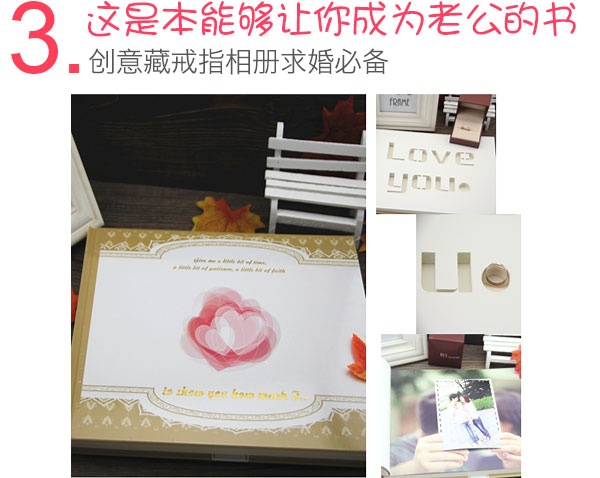 3.
这是本能够让你成为老公的书
创意藏戒指相册求婚必备
FRAME
Love
you.
u.
Give me a little bit of time,
a little bit of patience, a little bit of faith
to show you how much I..